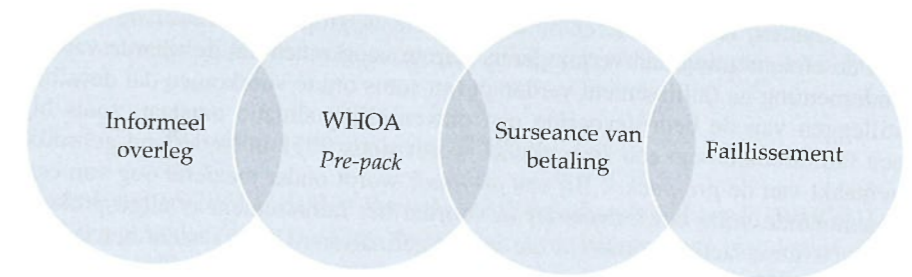 Informeel
overleg
WHOA
Pre-pack
Surseance van
betaling
Faillissement